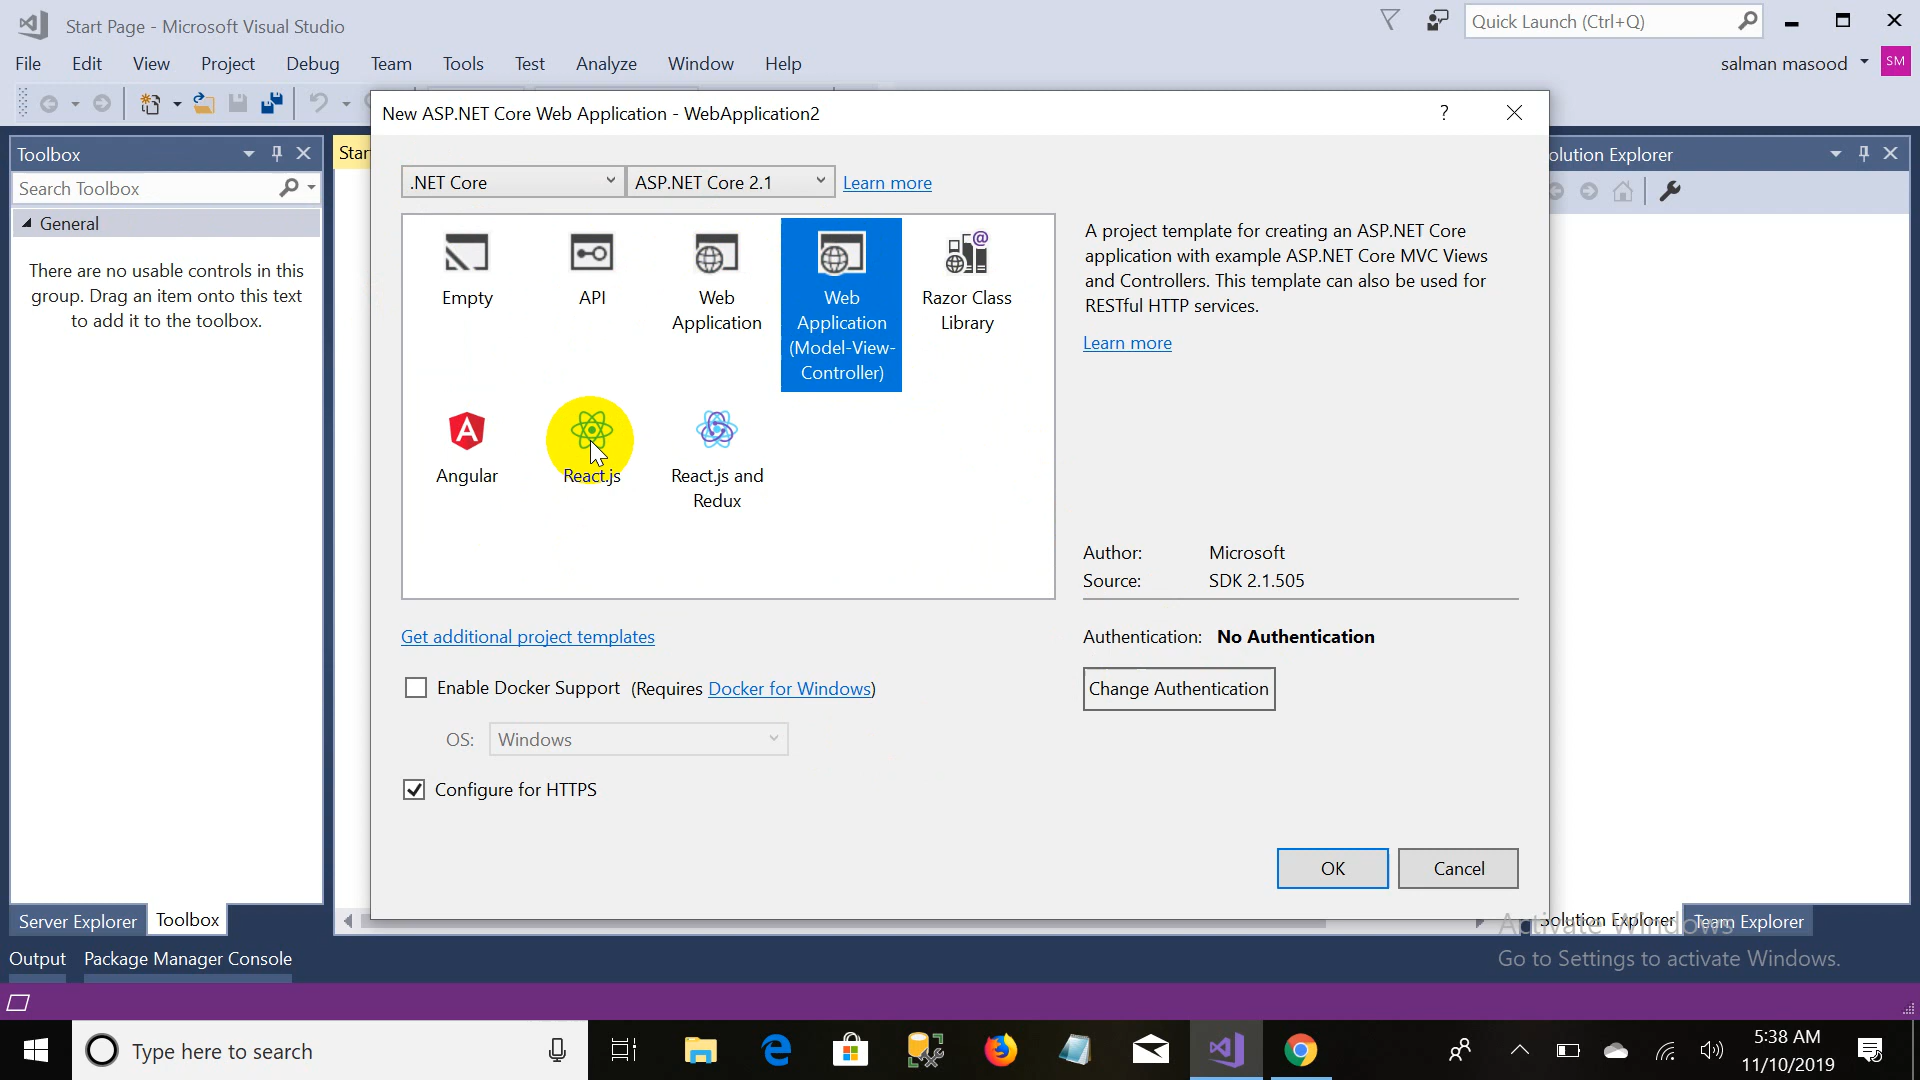 Start Page - Microsoft Visual Studio
Quick Launch (Ctrl+Q)
File Edit View Project Debug Team Tools Test Analyze Window Help
salman masood SM
New ASP.NET Core Web Application - WebApplication2
?
Toolbox
Star
olution Explorer
Search Toolbox
.NET Core
ASP.NET Core 2.1
Learn more
General
There are no usable controls in this
group. Drag an item onto this text
to add it to the toolbox.
Empty
API
Web
Application
Web
Application
(Model-View-
Controller)
Razor Class
Library
Angular
React.js
React.js and
Redux
A project template for creating an ASP.NET Core
application with example ASP.NET Core MVC Views
and Controllers. This template can also be used for
RESTful HTTP services.
Learn more
Author: Microsoft
Source: SDK 2.1.505
Get additional project templates
Authentication: No Authentication
Enable Docker Support (Requires Docker for Windows)
Change Authentication
OS: Windows
Configure for HTTPS
OK
Cancel
Server Explorer Toolbox
Solution Explorer Team Explorer
Activate Windows
Go to Settings to activate Windows.
Output Package Manager Console
Type here to search
5:38 AM
11/10/2019